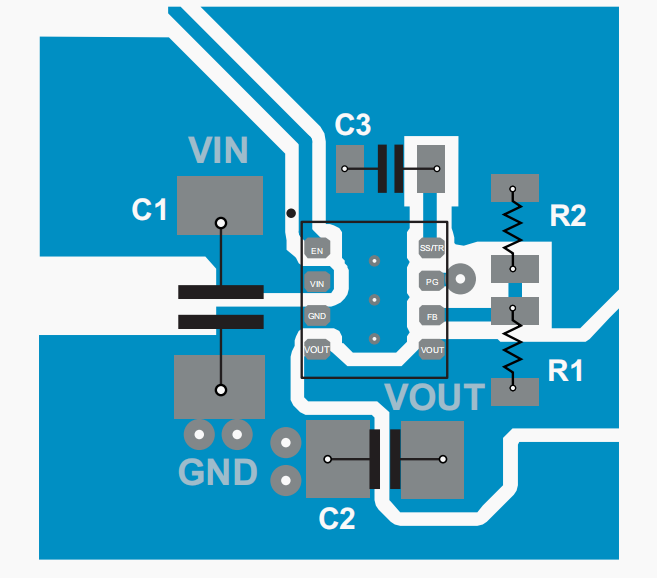 C3
VIN
C1
R2
EN
SS/TR
VIN
PG
GND
FB
VOUT
VOUT
R1
VOUT
GND
C2